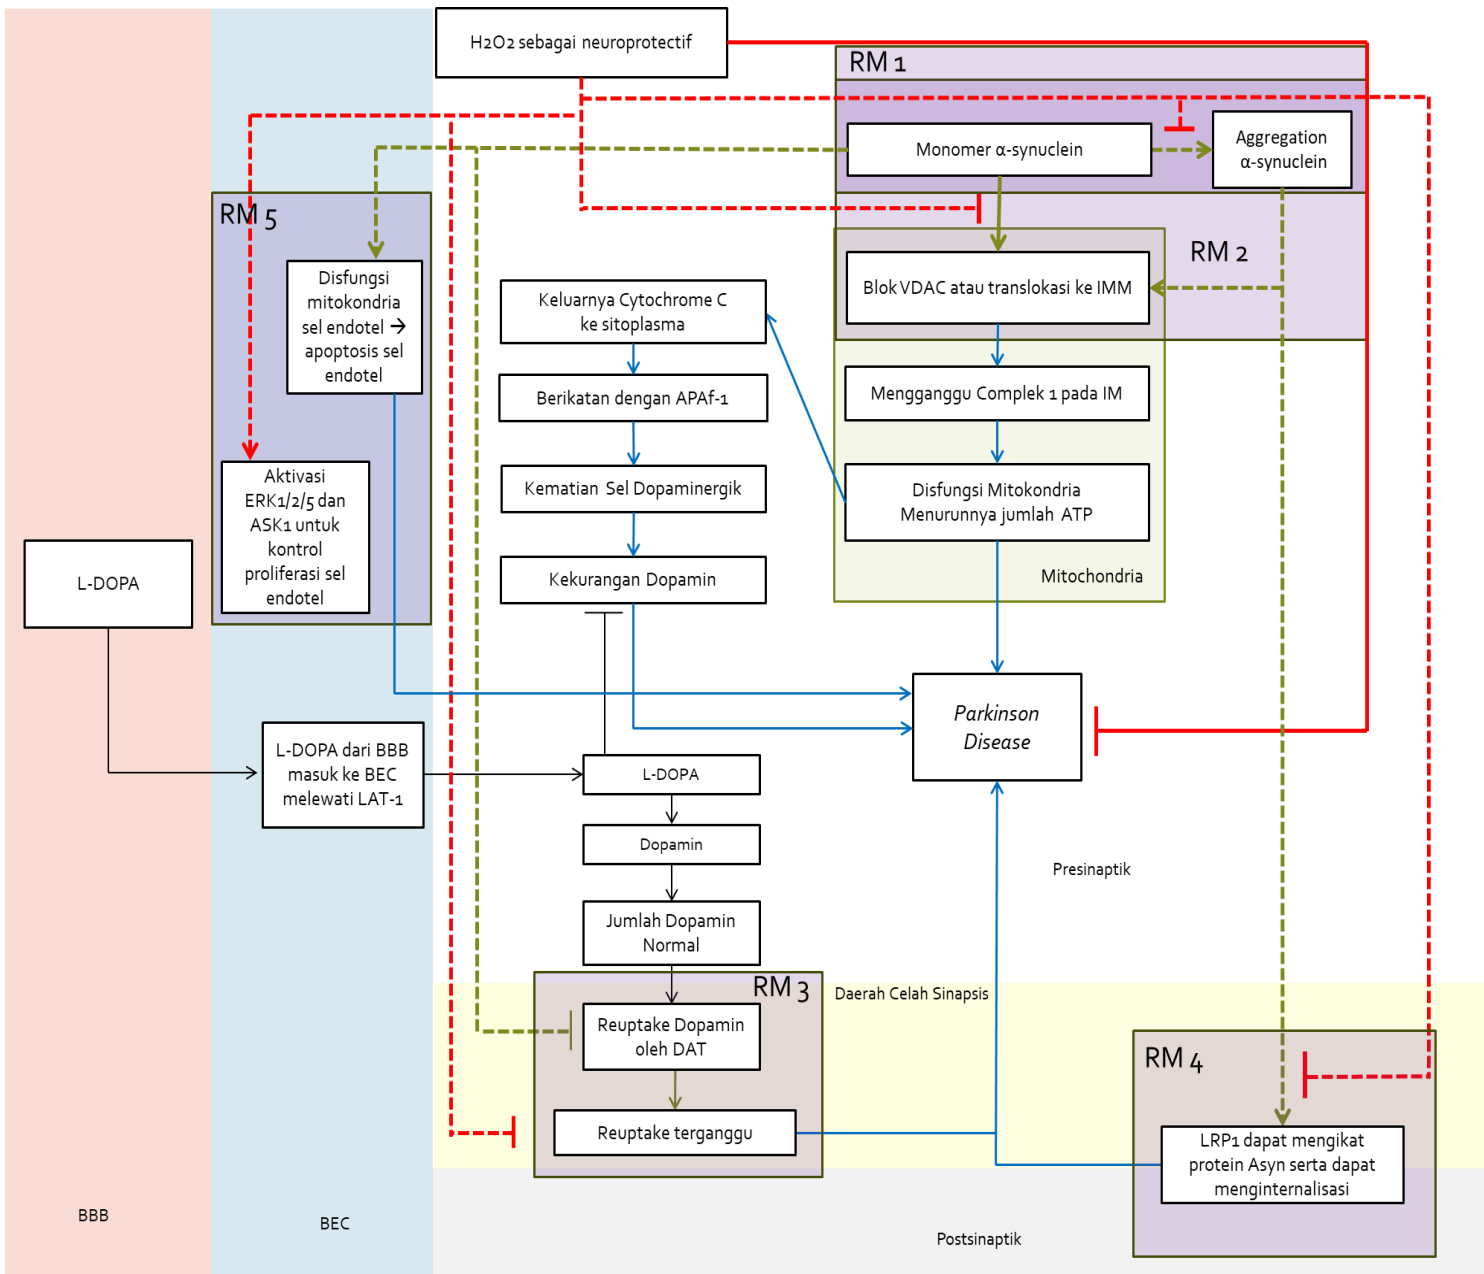 H2O2 sebagai neuroprotectif
RM 1
Monomer α-synuclein
Aggregation
α-synuclein
RM 5
RM 2
Disfungsi
mitokondria
sel endotel →
apoptosis sel
endotel
Keluarnya Cytochrome C
ke sitoplasma
Blok VDAC atau translokasi ke IMM
Berikatan dengan APAf-1
Mengganggu Complek 1 pada IM
Aktivasi
ERK1/2/5 dan
ASK1 untuk
kontrol
proliferasi sel
endotel
Kematian Sel Dopaminergik
Disfungsi Mitokondria
Menurunnya jumlah ATP
L-DOPA
Kekurangan Dopamin
Mitochondria
Parkinson
Disease
L-DOPA dari BBB
masuk ke BEC
melewati LAT-1
L-DOPA
Dopamin
Presinaptik
Jumlah Dopamin
Normal
RM 3
Daerah Celah Sinapsis
Reuptake Dopamin
oleh DAT
RM 4
Reuptake terganggu
LRP1 dapat mengikat
protein Asyn serta dapat
menginternalisasi
BBB
BEC
Postsinaptik